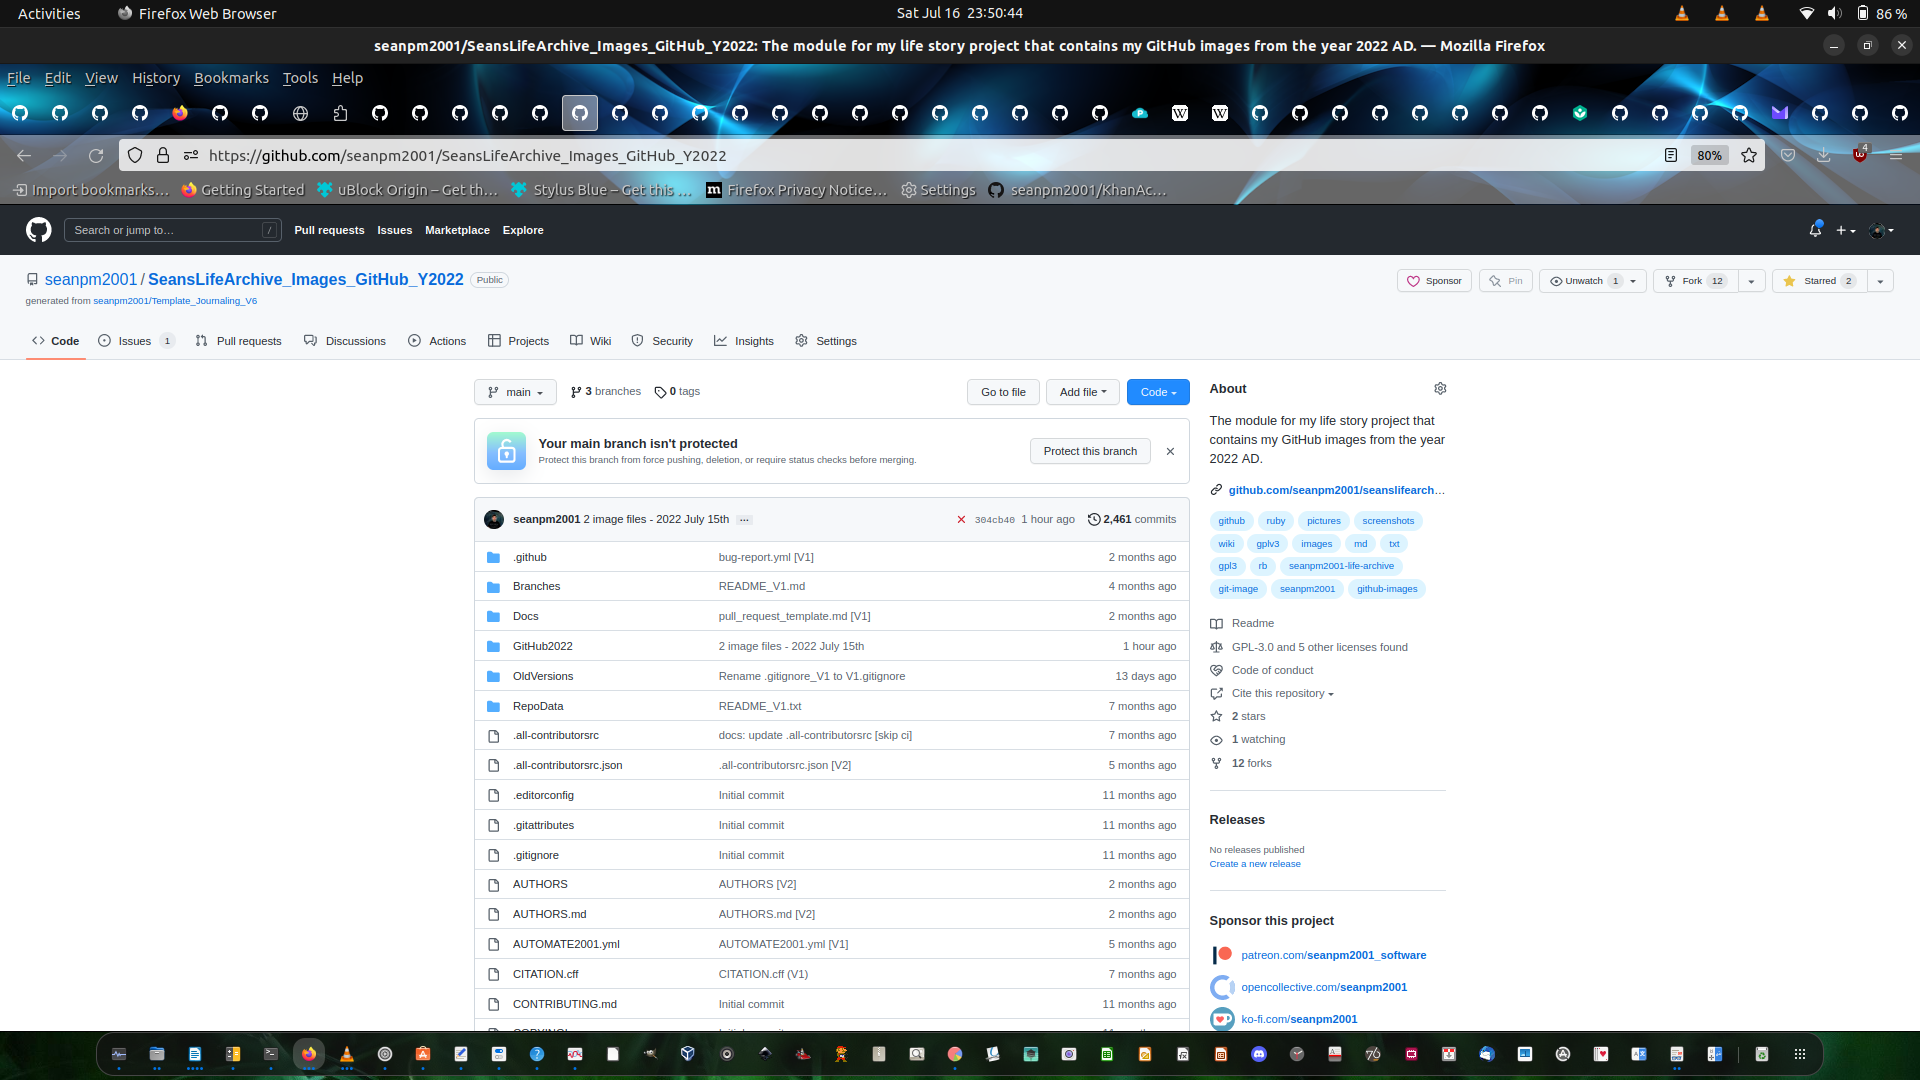 Activities
Firefox Web Browser
Sat Jul 16 23:50:44
86 %
seanpm2001/SeansLifeArchive_Images_GitHub_Y2022: The module for my life story project that contains my GitHub images from the year 2022 AD. — Mozilla Firefox
File Edit View History Bookmarks Tools Help
https://github.com/seanpm2001/SeansLifeArchive_Images_GitHub_Y2022
80%
4
Import bookmarks… Getting Started uBlock Origin – Get th… Stylus Blue – Get this … Firefox Privacy Notice… Settings seanpm2001/KhanAc…
Search or jump to… /
Pull requests Issues Marketplace Explore
seanpm2001 / SeansLifeArchive_Images_GitHub_Y2022 Public
generated from seanpm2001/Template_Journaling_V6
Sponsor Pin Unwatch 1 Fork 12 Starred 2
Code Issues 1 Pull requests Discussions Actions Projects Wiki Security Insights Settings
main 3 branches 0 tags Go to file Add file Code
Your main branch isn't protected
Protect this branch from force pushing, deletion, or require status checks before merging.
Protect this branch
seanpm2001 2 image files - 2022 July 15th … 304cb40 1 hour ago 2,461 commits
.github bug-report.yml [V1] 2 months ago
Branches README_V1.md 4 months ago
Docs pull_request_template.md [V1] 2 months ago
GitHub2022 2 image files - 2022 July 15th 1 hour ago
OldVersions Rename .gitignore_V1 to V1.gitignore 13 days ago
RepoData README_V1.txt 7 months ago
.all-contributorsrc docs: update .all-contributorsrc [skip ci] 7 months ago
.all-contributorsrc.json .all-contributorsrc.json [V2] 5 months ago
.editorconfig Initial commit 11 months ago
.gitattributes Initial commit 11 months ago
.gitignore Initial commit 11 months ago
AUTHORS AUTHORS [V2] 2 months ago
AUTHORS.md AUTHORS.md [V2] 2 months ago
AUTOMATE2001.yml AUTOMATE2001.yml [V1] 5 months ago
CITATION.cff CITATION.cff (V1) 7 months ago
CONTRIBUTING.md Initial commit 11 months ago
About
The module for my life story project that
contains my GitHub images from the year
2022 AD.
github.com/seanpm2001/seanslifearch…
github ruby pictures screenshots
wiki gplv3 images md txt
gpl3 rb seanpm2001-life-archive
git-image seanpm2001 github-images
Readme
GPL-3.0 and 5 other licenses found
Code of conduct
Cite this repository
2 stars
1 watching
12 forks
Releases
No releases published
Create a new release
Sponsor this project
patreon.com/seanpm2001_software
opencollective.com/seanpm2001
ko-fi.com/seanpm2001